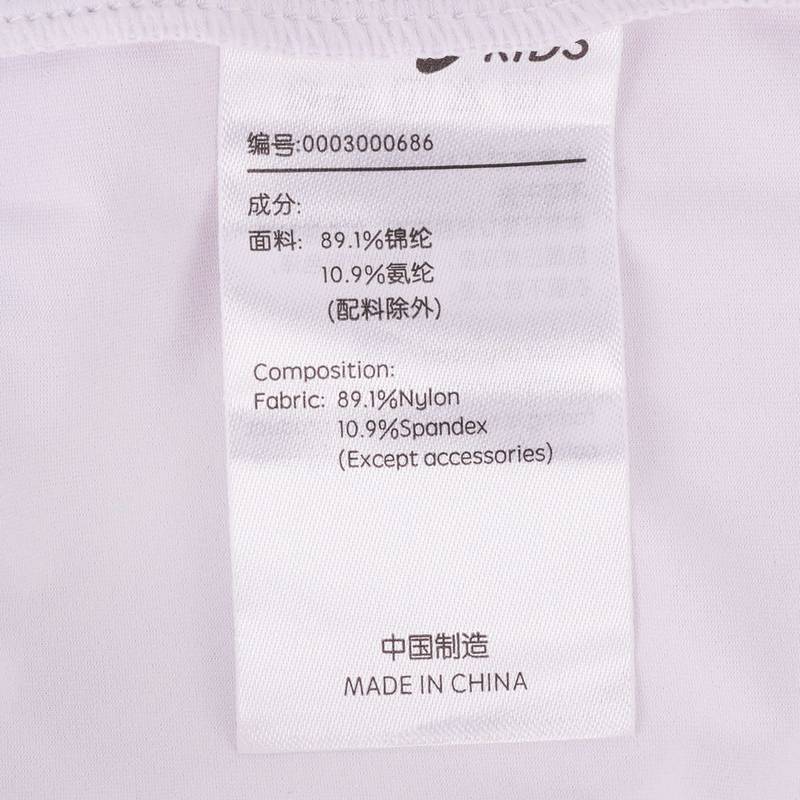 KIDS
编号:0003000686
成分:
面料: 89.1%锦纶
10.9%氨纶
(配料除外)
Composition:
Fabric: 89.1%Nylon
10.9%Spandex
(Except accessories)
中国制造
MADE IN CHINA